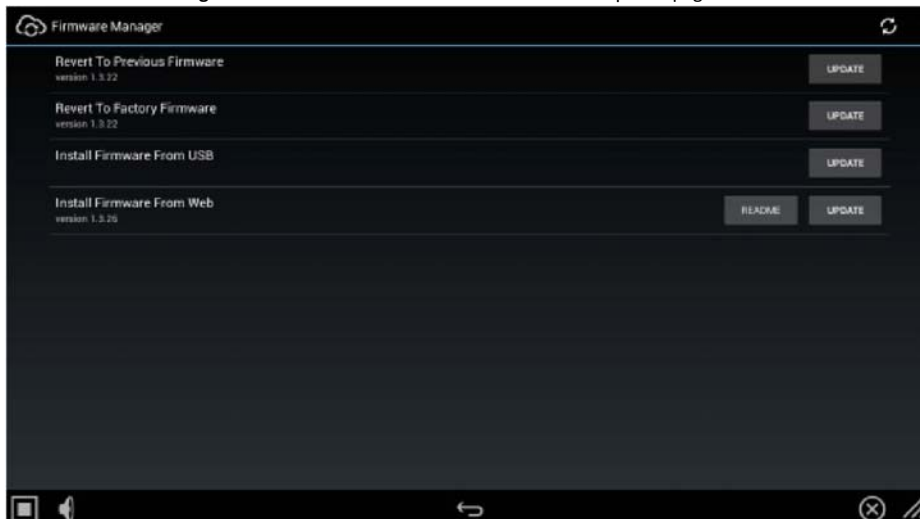 Firmware Manager
Revert To Previous Firmware
version 1.3.22
UPDATE
Revert To Factory Firmware
version 1.3.22
UPDATE
Install Firmware From USB
UPDATE
Install Firmware From Web
version 1.3.26
README
UPDATE